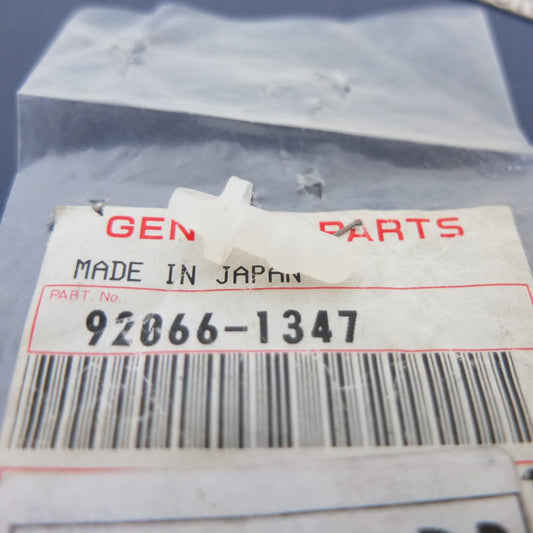 GEN PARTS
MADE IN JAPAN
PART. No.
92066-1347